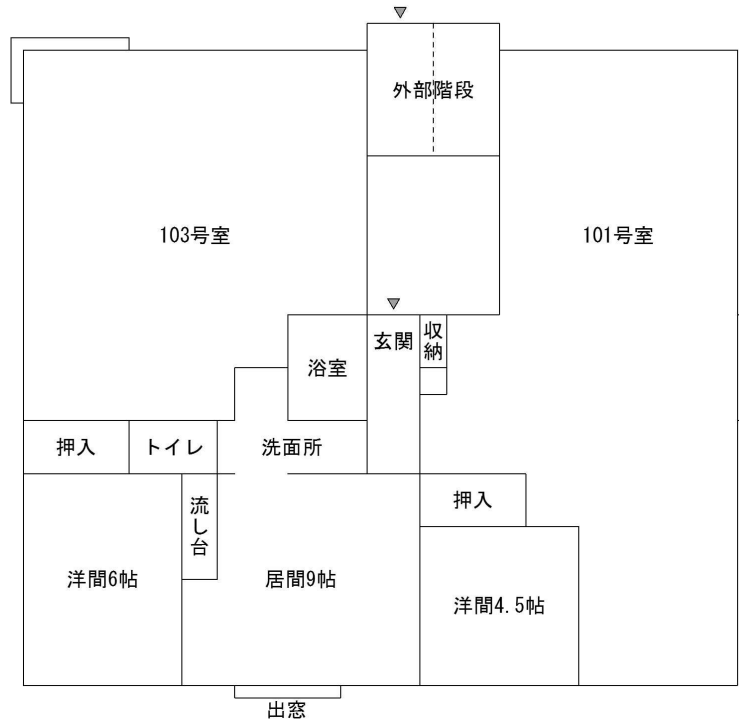 外部階段
103号室
101号室
玄関
収納
浴室
押入
トイレ
洗面所
流し台
押入
洋間6帖
居間9帖
洋間4.5帖
出窓